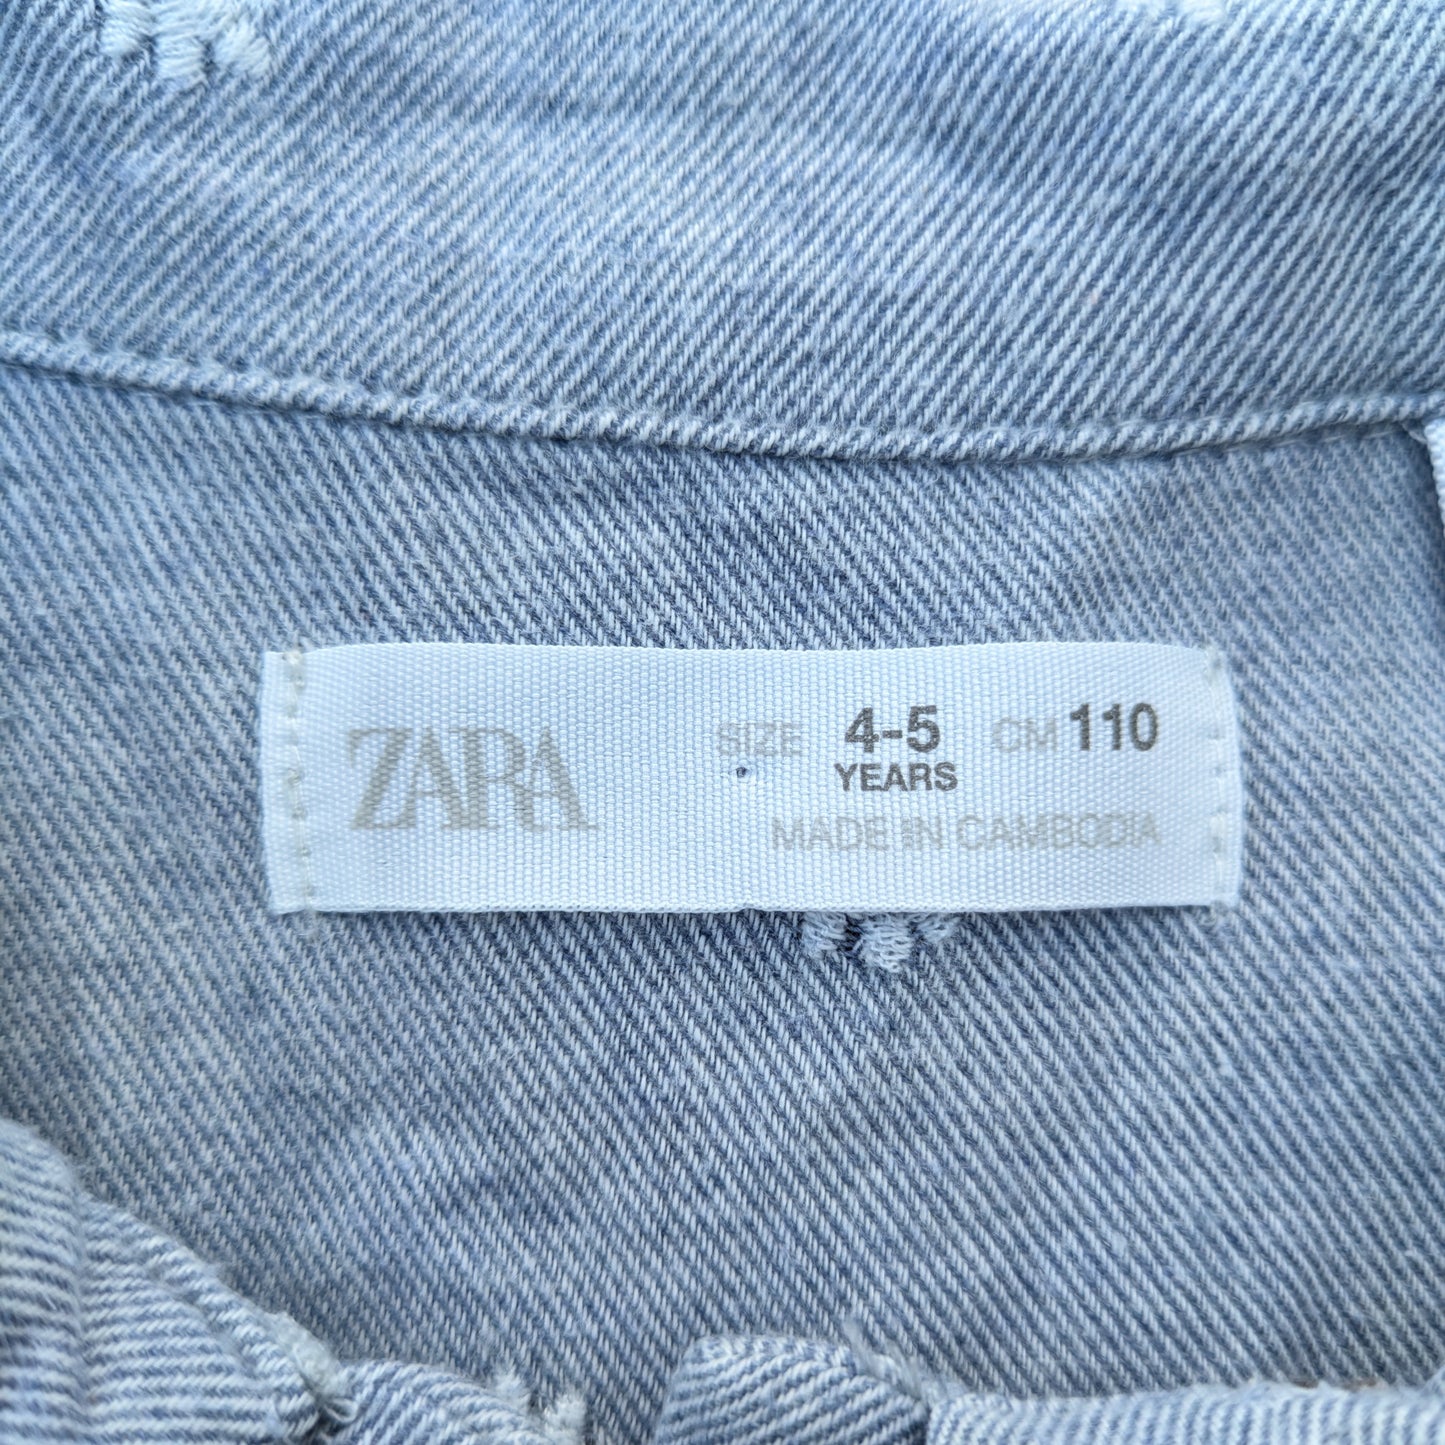 ZARA
SIZE 4-5 CM 110
YEARS
MADE IN CAMBODIA